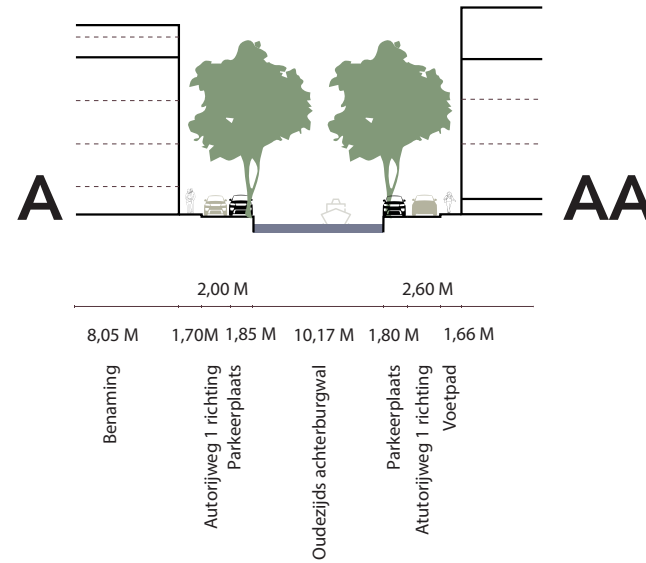 A
AA
2,00 M
2,60 M
8,05 M
1,70M
1,85 M
10,17 M
1,80 M
1,66 M
Benaming
Autorijweg 1 richting
Parkeerplaats
Oudezijds achterburgwal
Parkeerplaats
Atutorijweg 1 richting
Voetpad